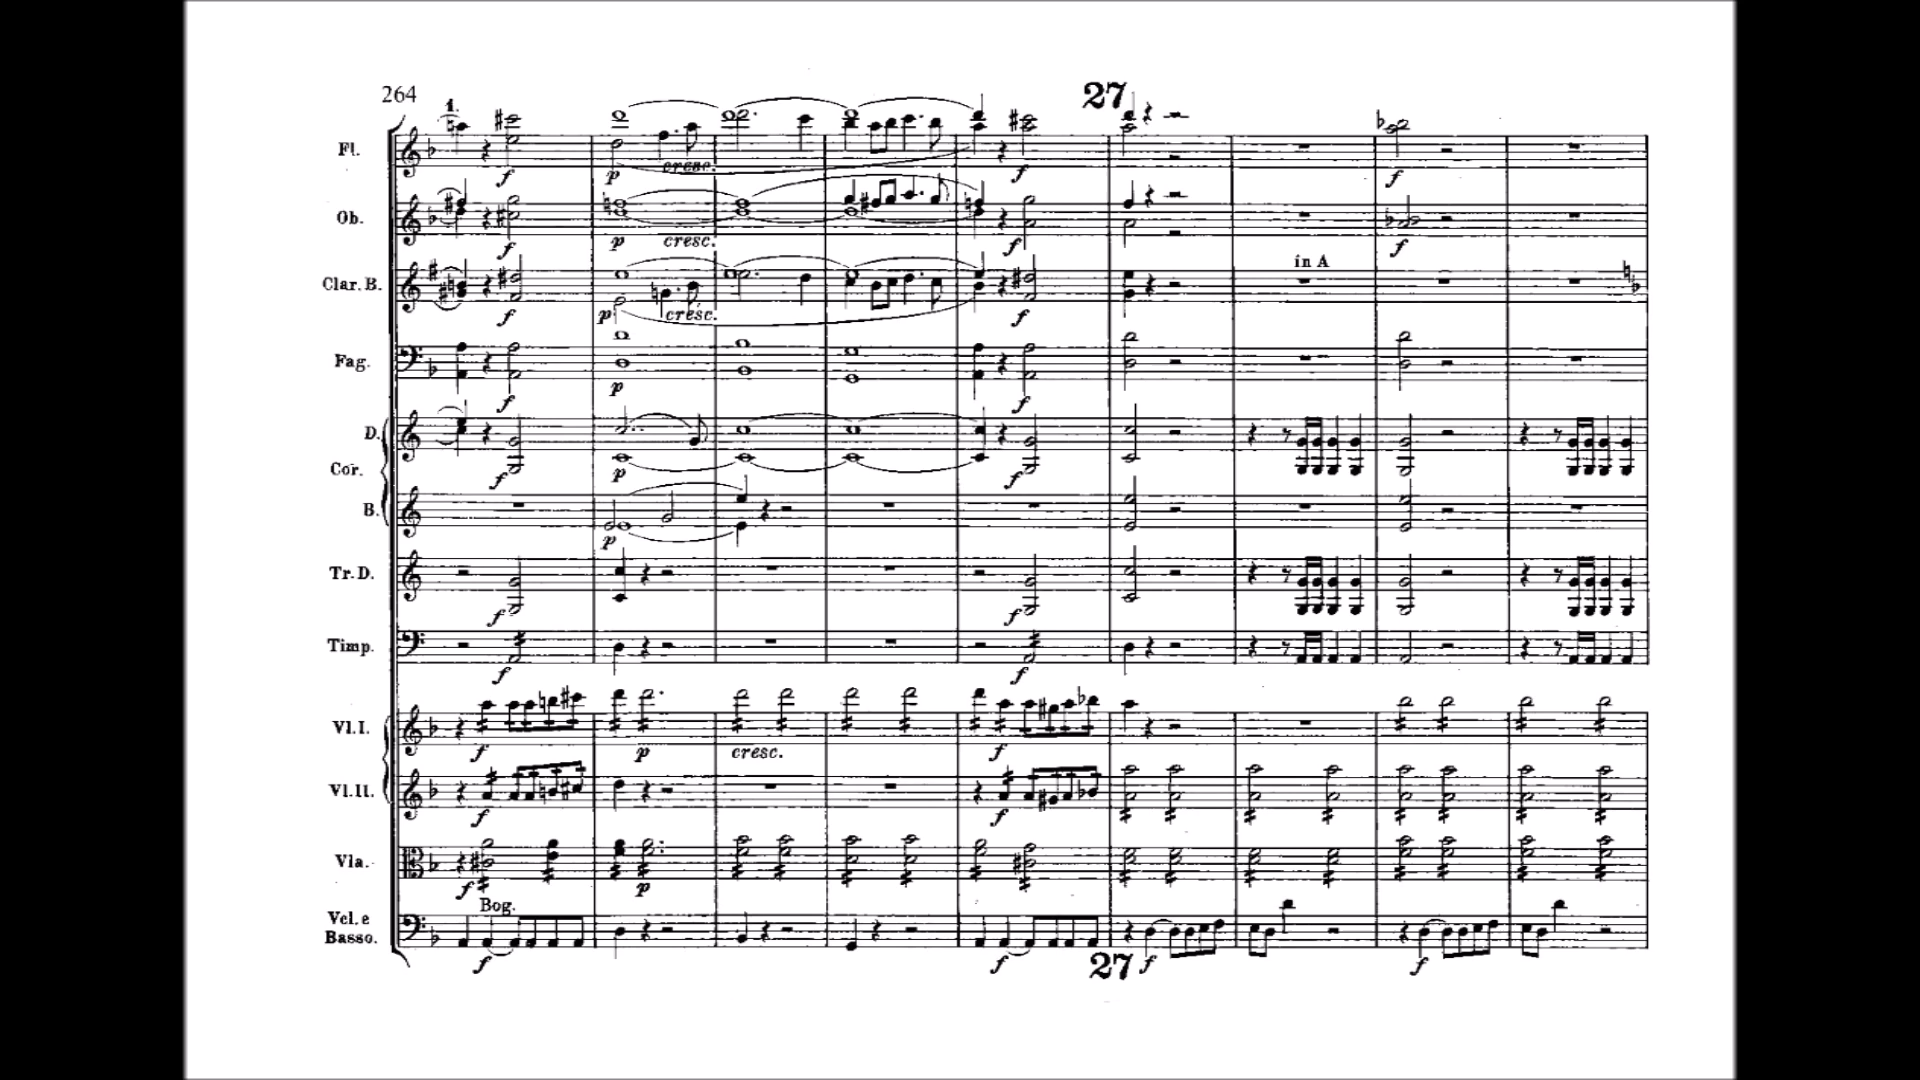 264
1.
27
Fl.
f
p
cresc.
f
f
Ob.
f
p
cresc.
f
f
in A
Clar. B.
f
p
cresc.
f
Fag.
f
p
f
D.
Cor.
f
p
f
B.
p
Tr. D.
f
f
Timp.
f
f
Vl. I.
f
p
cresc.
f
Vl. II.
f
f
Vla.
f
p
Bog.
Vcl. e
Basso.
f
f
27
f
f